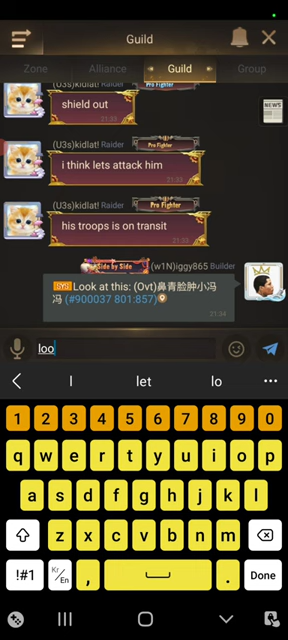 Guild
Zone Alliance Guild Group
(U3s)kidlat! Raider Pro Fighter
shield out
21:33
NEWS
(U3s)kidlat! Raider Pro Fighter
i think lets attack him
21:33
(U3s)kidlat! Raider Pro Fighter
his troops is on transit
21:33
Side by Side (w1N)iggy865 Builder
Look at this: (Ovt)鼻青脸肿小冯
冯 (#900037 801:857)
21:34
loo
l let lo
1 2 3 4 5 6 7 8 9 0
q w e r t y u i o p
a s d f g h j k l
z x c v b n m
!#1 Kr/En , . Done